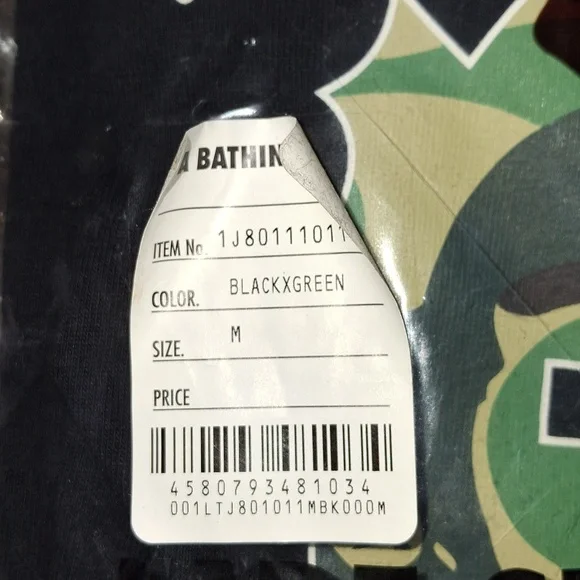 A BATHIN
ITEM No. 1J80111011
COLOR. BLACKXGREEN
SIZE. M
PRICE
4580793481034
001LTJ801011MBK000M